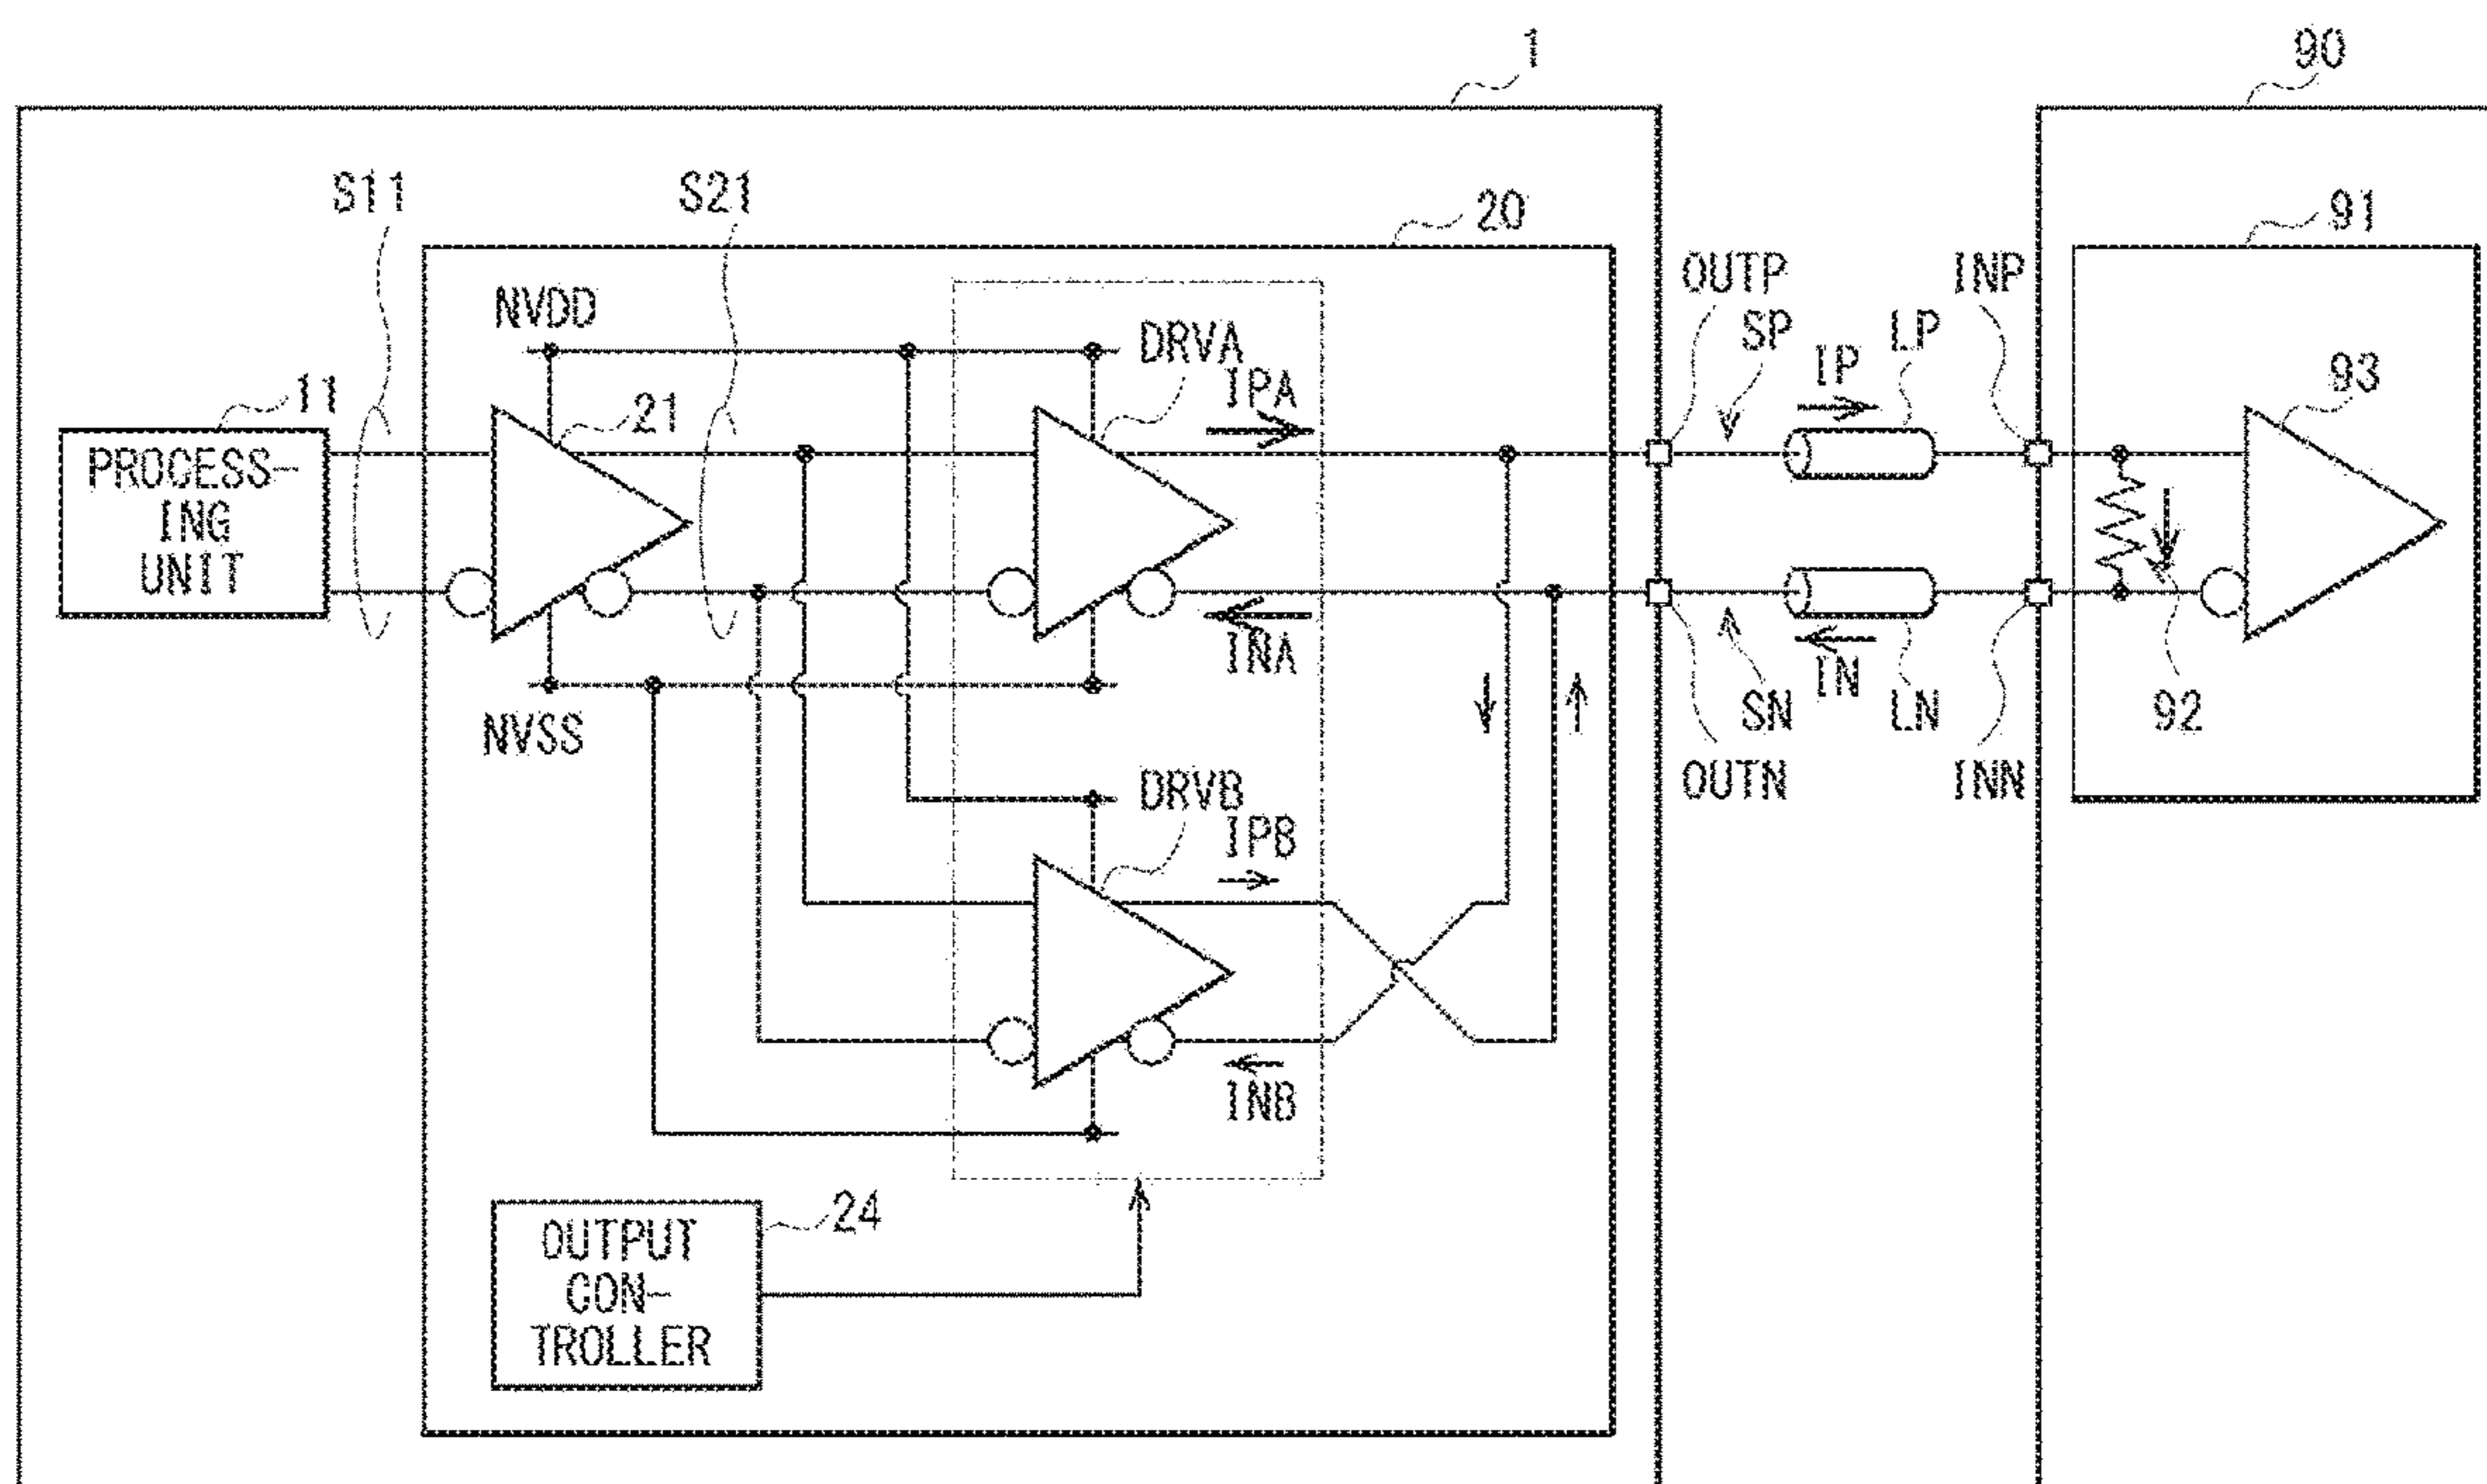 1
90
S11
S21
20
91
NVDD
DRVA
IPA
OUTP
SP
IP
LP
INP
93
11
21
PROCESS-
ING
UNIT
INA
NVSS
IN
SN
LN
92
OUTN
INN
DRVB
IPB
INB
24
OUTPUT
CON-
TROLLER